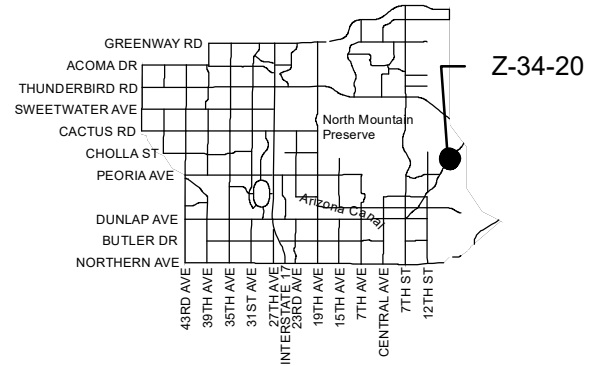 GREENWAY RD
Z-34-20
ACOMA DR
THUNDERBIRD RD
SWEETWATER AVE
North Mountain
Preserve
CACTUS RD
CHOLLA ST
PEORIA AVE
Arizona Canal
DUNLAP AVE
BUTLER DR
NORTHERN AVE
43RD AVE
39TH AVE
35TH AVE
31ST AVE
27TH AVE
INTERSTATE 17
23RD AVE
19TH AVE
15TH AVE
7TH AVE
CENTRAL AVE
7TH ST
12TH ST